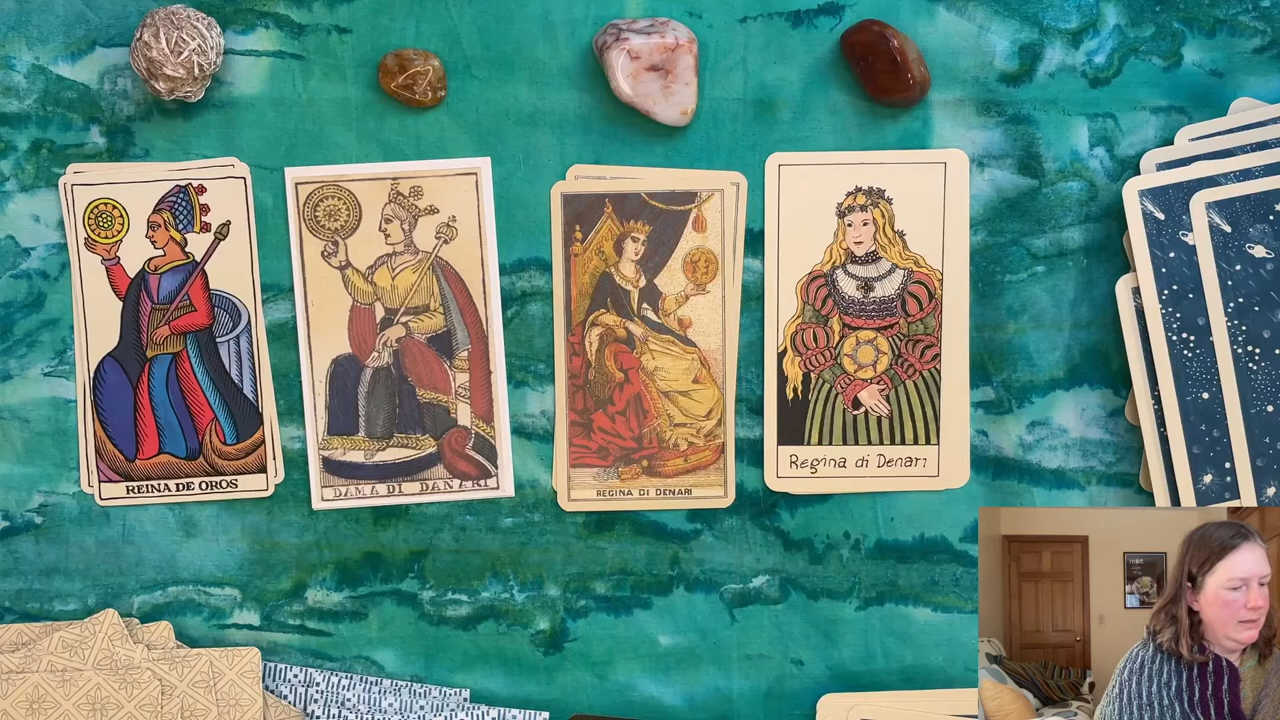 REINA DE OROS
DAMA DI DANARI
REGINA DI DENARI
Regina di Denari